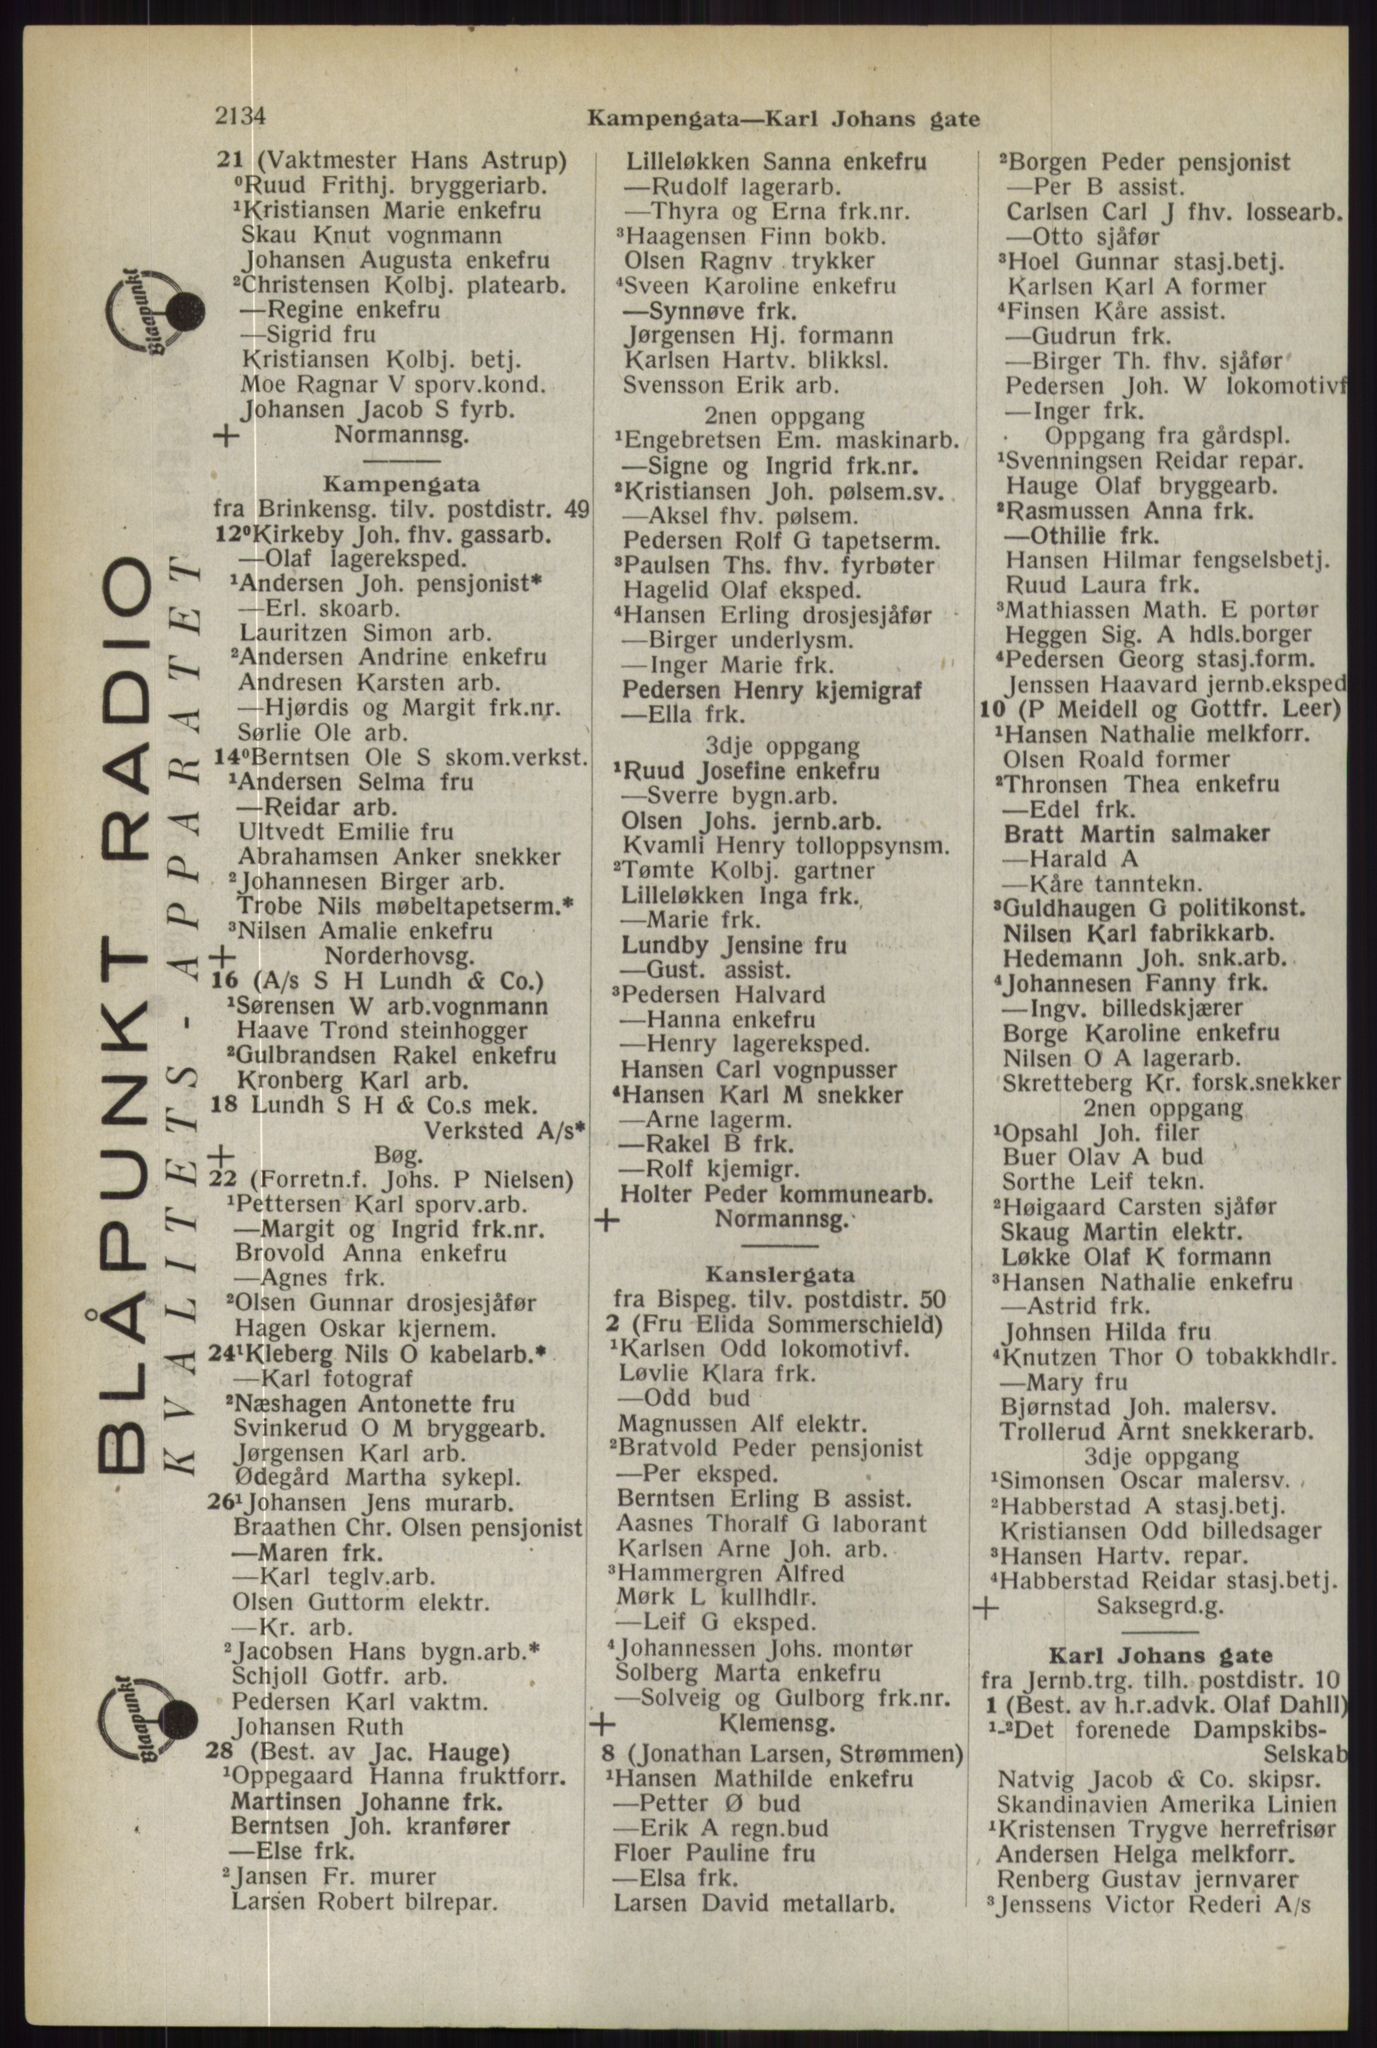 2134
Kampengata—Karl Johans gate
21 (Vaktmester Hans Astrup)
⁰Ruud Frithj. bryggeriarb.
¹Kristiansen Marie enkefru
Skau Knut vognmann
Johansen Augusta enkefru
²Christensen Kolbj. platearb.
—Regine enkefru
—Sigrid fru
Kristiansen Kolbj. betj.
Moe Ragnar V sporv.kond.
Johansen Jacob S fyrb.
+ Normannsg.
Kampengata
fra Brinkensg. tilv. postdistr. 49
12⁰Kirkeby Joh. fhv. gassarb.
—Olaf lagereksped.
¹Andersen Joh. pensjonist*
—Erl. skoarb.
Lauritzen Simon arb.
²Andersen Andrine enkefru
Andresen Karsten arb.
—Hjørdis og Margit frk.nr.
Sørlie Ole arb.
14⁰Berntsen Ole S skom.verkst.
¹Andersen Selma fru
—Reidar arb.
Ultvedt Emilie fru
Abrahamsen Anker snekker
²Johannesen Birger arb.
Trobe Nils møbeltapetserm.*
³Nilsen Amalie enkefru
+ Norderhovsg.
16 (A/s S H Lundh & Co.)
¹Sørensen W arb.vognmann
Haave Trond steinhogger
²Gulbrandsen Rakel enkefru
Kronberg Karl arb.
18 Lundh S H & Co.s mek.
Verksted A/s*
+ Bøg.
22 (Forretn.f. Johs. P Nielsen)
¹Pettersen Karl sporv.arb.
—Margit og Ingrid frk.nr.
Brovold Anna enkefru
—Agnes frk.
²Olsen Gunnar drosjesjåfør
Hagen Oskar kjernem.
24¹Kleberg Nils O kabelarb.*
—Karl fotograf
²Næshagen Antonette fru
Svinkerud O M bryggearb.
Jørgensen Karl arb.
Ødegård Martha sykepl.
26¹Johansen Jens murarb.
Braathen Chr. Olsen pensjonist
—Maren frk.
—Karl teglv.arb.
Olsen Guttorm elektr.
—Kr. arb.
²Jacobsen Hans bygn.arb.*
Schjoll Gotfr. arb.
Pedersen Karl vaktm.
Johansen Ruth
28 (Best. av Jac. Hauge)
¹Oppegaard Hanna fruktforr.
Martinsen Johanne frk.
Berntsen Joh. kranfører
—Else frk.
²Jansen Fr. murer
Larsen Robert bilrepar.
Lilleløkken Sanna enkefru
—Rudolf lagerarb.
—Thyra og Erna frk.nr.
³Haagensen Finn bokb.
Olsen Ragnv trykker
⁴Sveen Karoline enkefru
—Synnøve frk.
Jørgensen Hj. formann
Karlsen Hartv. blikksl.
Svensson Erik arb.
2nen oppgang
¹Engebretsen Em. maskinarb.
—Signe og Ingrid frk.nr.
²Kristiansen Joh. pølsem.sv.
—Aksel fhv. pølsem.
Pedersen Rolf G tapetserm.
³Paulsen Ths. fhv. fyrbøter
Hagelid Olaf eksped.
⁴Hansen Erling drosjesjåfør
—Birger underlysm.
—Inger Marie frk.
Pedersen Henry kjemigraf
—Ella frk.
3dje oppgang
¹Ruud Josefine enkefru
—Sverre bygn.arb.
Olsen Johs. jernb.arb.
Kvamli Henry tolloppsynsm.
²Tømte Kolbj. gartner
Lilleløkken Inga frk.
—Marie frk.
Lundby Jensine fru
—Gust. assist.
³Pedersen Halvard
—Hanna enkefru
—Henry lagereksped.
Hansen Carl vognpusser
⁴Hansen Karl M snekker
—Arne lagerm.
—Rakel B frk.
—Rolf kjemigr.
Holter Peder kommunearb.
+ Normannsg.
Kanslergata
fra Bispeg. tilv. postdistr. 50
2 (Fru Elida Sommerschield)
¹Karlsen Odd lokomotivf.
Løvlie Klara frk.
—Odd bud
Magnussen Alf elektr.
²Bratvold Peder pensjonist
—Per eksped.
Berntsen Erling B assist.
Aasnes Thoralf G laborant
Karlsen Arne Joh. arb.
³Hammergren Alfred
Mørk L kullhdlr.
—Leif G eksped.
⁴Johannessen Johs. montør
Solberg Marta enkefru
—Solveig og Gulborg frk.nr.
+ Klemensg.
8 (Jonathan Larsen, Strømmen)
¹Hansen Mathilde enkefru
—Petter Ø bud
—Erik A regn.bud
Floer Pauline fru
—Elsa frk.
Larsen David metallarb.
²Borgen Peder pensjonist
—Per B assist.
Carlsen Carl J fhv. lossearb.
—Otto sjåfør
³Hoel Gunnar stasj.betj.
Karlsen Karl A former
⁴Finsen Kåre assist.
—Gudrun frk.
—Birger Th. fhv. sjåfør
Pedersen Joh. W lokomotivf
—Inger frk.
Oppgang fra gårdspl.
¹Svenningsen Reidar repar.
Hauge Olaf bryggearb.
²Rasmussen Anna frk.
—Othilie frk.
Hansen Hilmar fengselsbetj.
Ruud Laura frk.
³Mathiassen Math. E portør
Heggen Sig. A hdls.borger
⁴Pedersen Georg stasj.form.
Jenssen Haavard jernb.eksped
10 (P Meidell og Gottfr. Leer)
¹Hansen Nathalie melkforr.
Olsen Roald former
²Thronsen Thea enkefru
—Edel frk.
Bratt Martin salmaker
—Harald A
—Kåre tanntekn.
³Guldhaugen G politikonst.
Nilsen Karl fabrikkarb.
Hedemann Joh. snk.arb.
⁴Johannesen Fanny frk.
—Ingv. billedskjærer
Borge Karoline enkefru
Nilsen O A lagerarb.
Skretteberg Kr. forsk.snekker
2nen oppgang
¹Opsahl Joh. filer
Buer Olav A bud
Sorthe Leif tekn.
²Høigaard Carsten sjåfør
Skaug Martin elektr.
Løkke Olaf K formann
³Hansen Nathalie enkefru
—Astrid frk.
Johnsen Hilda fru
⁴Knutzen Thor O tobakkhdlr.
—Mary fru
Bjørnstad Joh. malersv.
Trollerud Arnt snekkerarb.
3dje oppgang
¹Simonsen Oscar malersv.
²Habberstad A stasj.betj.
Kristiansen Odd billedsager
³Hansen Hartv. repar.
⁴Habberstad Reidar stasj.betj.
+ Saksegrd.g.
Karl Johans gate
fra Jernb.trg. tilh. postdistr. 10
1 (Best. av h.r.advk. Olaf Dahll)
¹-²Det forenede Dampskibs-
Selskab
Natvig Jacob & Co. skipsr.
Skandinavien Amerika Linien
¹Kristensen Trygve herrefrisør
Andersen Helga melkforr.
Renberg Gustav jernvarer
³Jenssens Victor Rederi A/s
Blaapunkt
BLÅPUNKT RADIO
KVALITETS-APPARATET
Blaapunkt